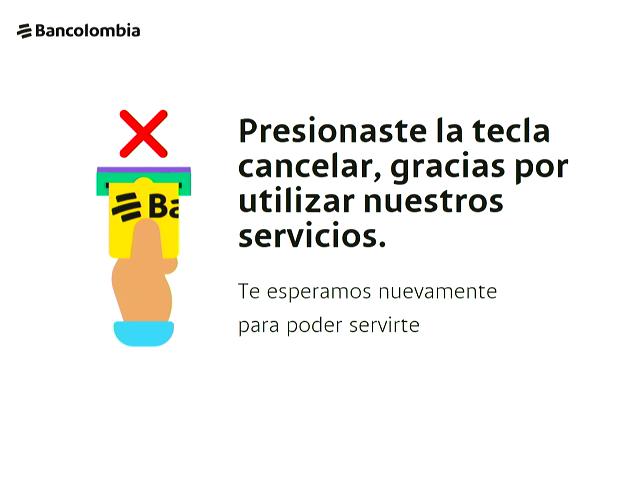 Bancolombia
Presionaste la tecla
cancelar, gracias por
utilizar nuestros
servicios.
Ba
Te esperamos nuevamente
para poder servirte